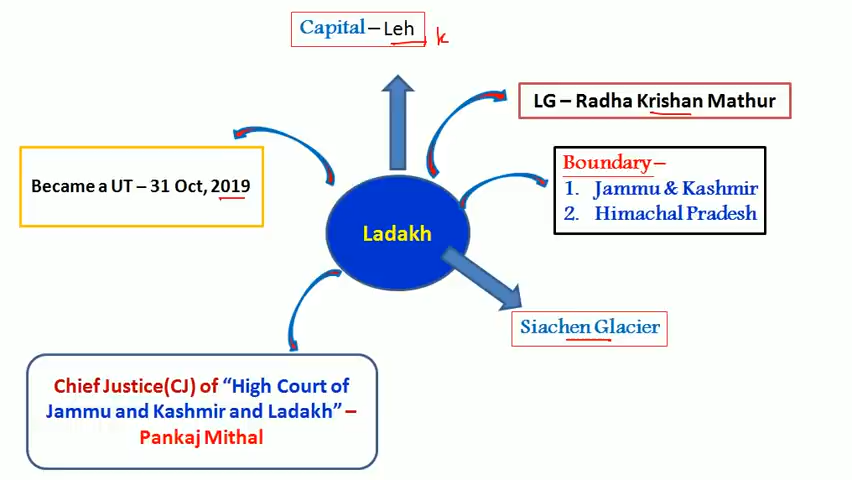 Capital – Leh k
LG – Radha Krishan Mathur
Became a UT – 31 Oct, 2019
Boundary –
1. Jammu & Kashmir
2. Himachal Pradesh
Ladakh
Siachen Glacier
Chief Justice(CJ) of “High Court of
Jammu and Kashmir and Ladakh” –
Pankaj Mithal